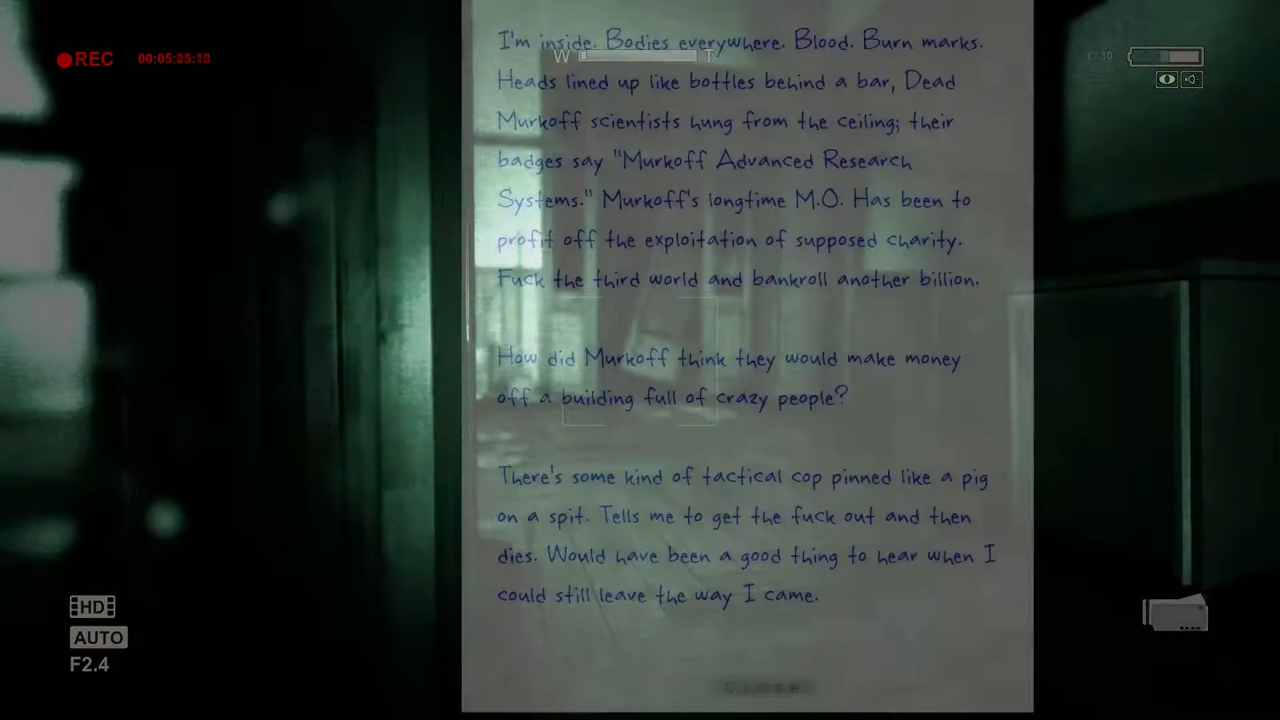 REC 00:05:25:19
I'm inside. Bodies everywhere. Blood. Burn marks.
W T
Heads lined up like bottles behind a bar, Dead
Murkoff scientists hung from the ceiling; their
badges say "Murkoff Advanced Research
Systems." Murkoff's longtime M.O. Has been to
profit off the exploitation of supposed charity.
Fuck the third world and bankroll another billion.
How did Murkoff think they would make money
off a building full of crazy people?
There's some kind of tactical cop pinned like a pig
on a spit. Tells me to get the fuck out and then
dies. Would have been a good thing to hear when I
could still leave the way I came.
HD
AUTO
F2.4
Close